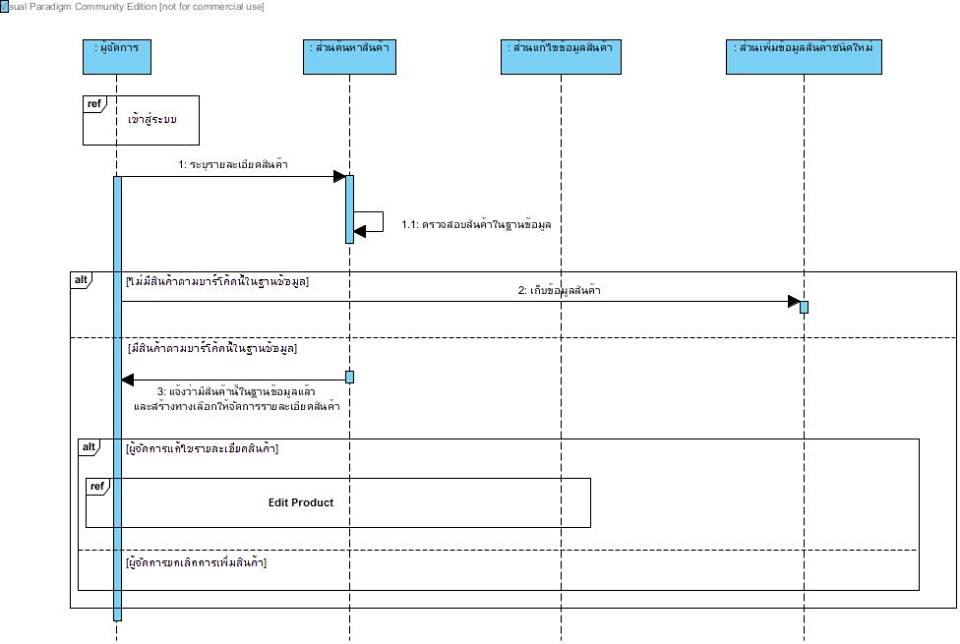 Visual Paradigm Community Edition [not for commercial use]
: ผู้จัดการ
: ส่วนค้นหาสินค้า
: ส่วนแก้ไขข้อมูลสินค้า
: ส่วนเพิ่มข้อมูลสินค้าชนิดใหม่
ref
เข้าสู่ระบบ
1: ระบุรายละเอียดสินค้า
1.1: ตรวจสอบสินค้าในฐานข้อมูล
alt
[ไม่มีสินค้าตามบาร์โค้ดนี้ในฐานข้อมูล]
2: เก็บข้อมูลสินค้า
[มีสินค้าตามบาร์โค้ดนี้ในฐานข้อมูล]
3: แจ้งว่ามีสินค้านี้ในฐานข้อมูลแล้ว
และสร้างทางเลือกให้จัดการรายละเอียดสินค้า
alt
[ผู้จัดการแก้ไขรายละเอียดสินค้า]
ref
Edit Product
[ผู้จัดการยกเลิกการเพิ่มสินค้า]